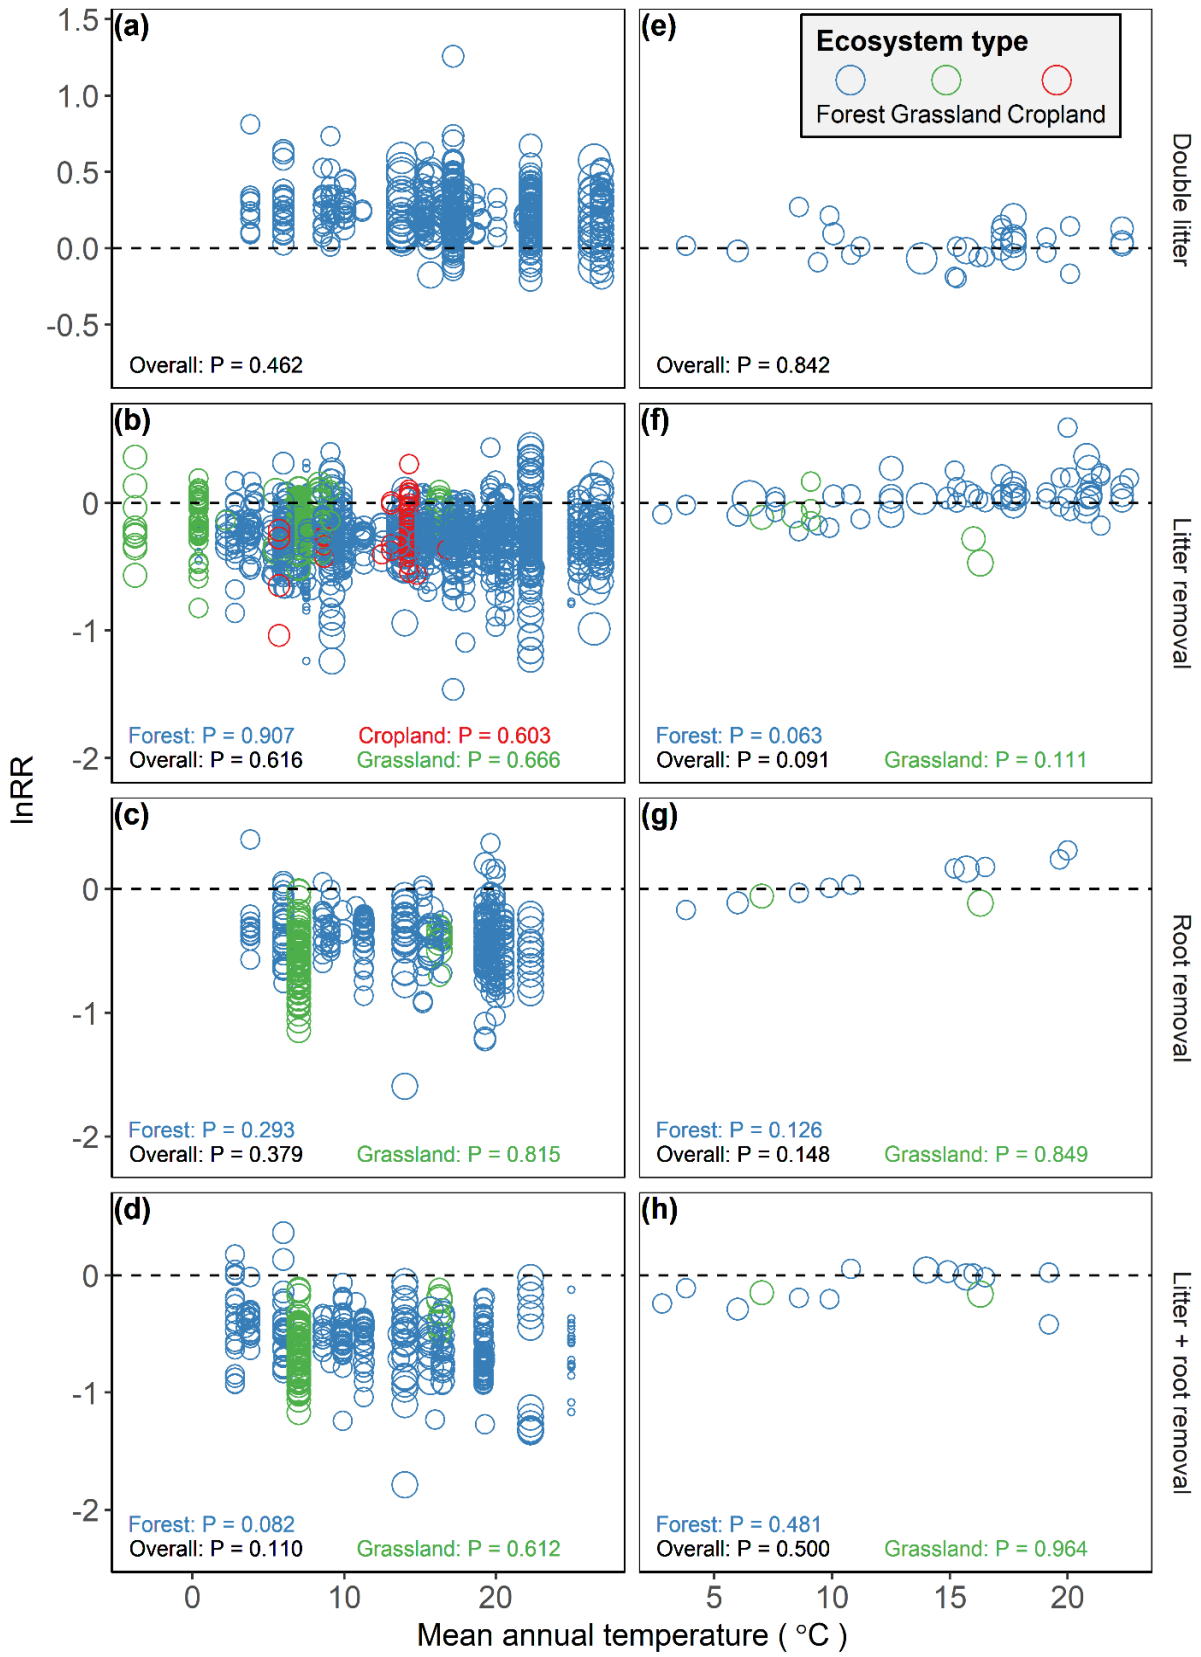 (a)
1.5
1.0
0.5
0.0
-0.5
Overall: P = 0.462
(e)
Ecosystem type
Forest Grassland Cropland
Overall: P = 0.842
Double litter
(b)
0
-1
-2
Forest: P = 0.907
Cropland: P = 0.603
Overall: P = 0.616
Grassland: P = 0.666
(f)
Forest: P = 0.063
Overall: P = 0.091
Grassland: P = 0.111
Litter removal
lnRR
(c)
0
-1
-2
Forest: P = 0.293
Overall: P = 0.379
Grassland: P = 0.815
(g)
Forest: P = 0.126
Overall: P = 0.148
Grassland: P = 0.849
Root removal
(d)
0
-1
-2
Forest: P = 0.082
Overall: P = 0.110
Grassland: P = 0.612
(h)
Forest: P = 0.481
Overall: P = 0.500
Grassland: P = 0.964
Litter + root removal
0 10 20
5 10 15 20
Mean annual temperature ( °C )